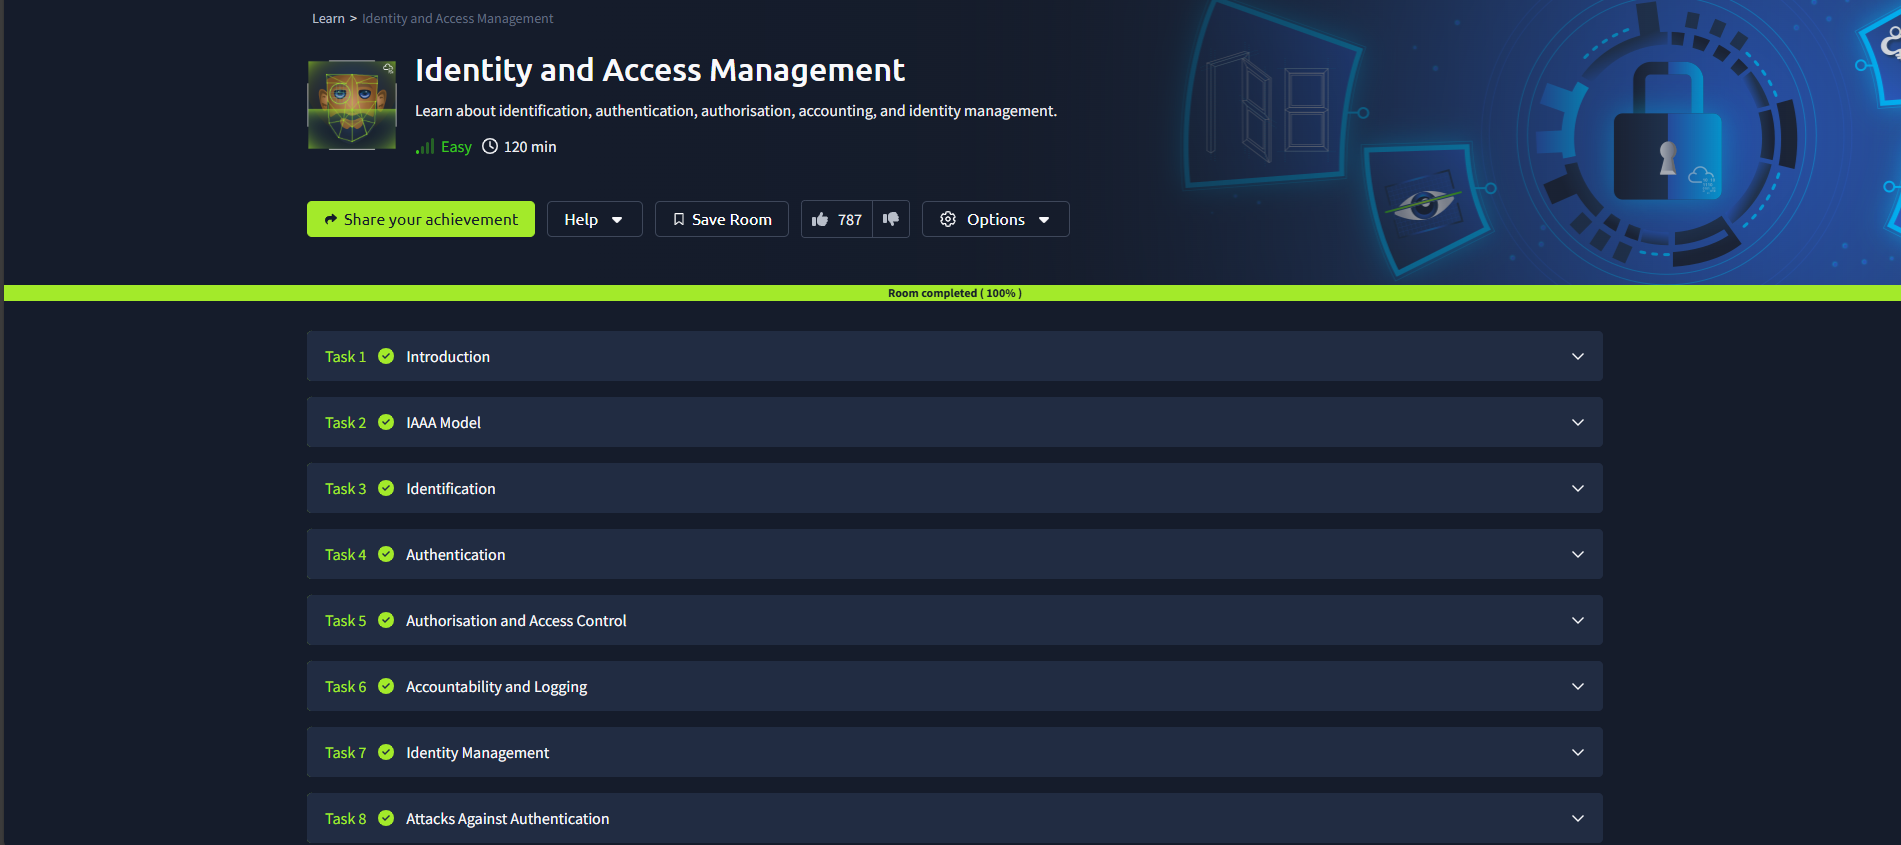 Learn > Identity and Access Management
Identity and Access Management
Learn about identification, authentication, authorisation, accounting, and identity management.
Easy 120 min
Share your achievement Help Save Room 787 Options
Room completed ( 100% )
Task 1 Introduction
Task 2 IAAA Model
Task 3 Identification
Task 4 Authentication
Task 5 Authorisation and Access Control
Task 6 Accountability and Logging
Task 7 Identity Management
Task 8 Attacks Against Authentication